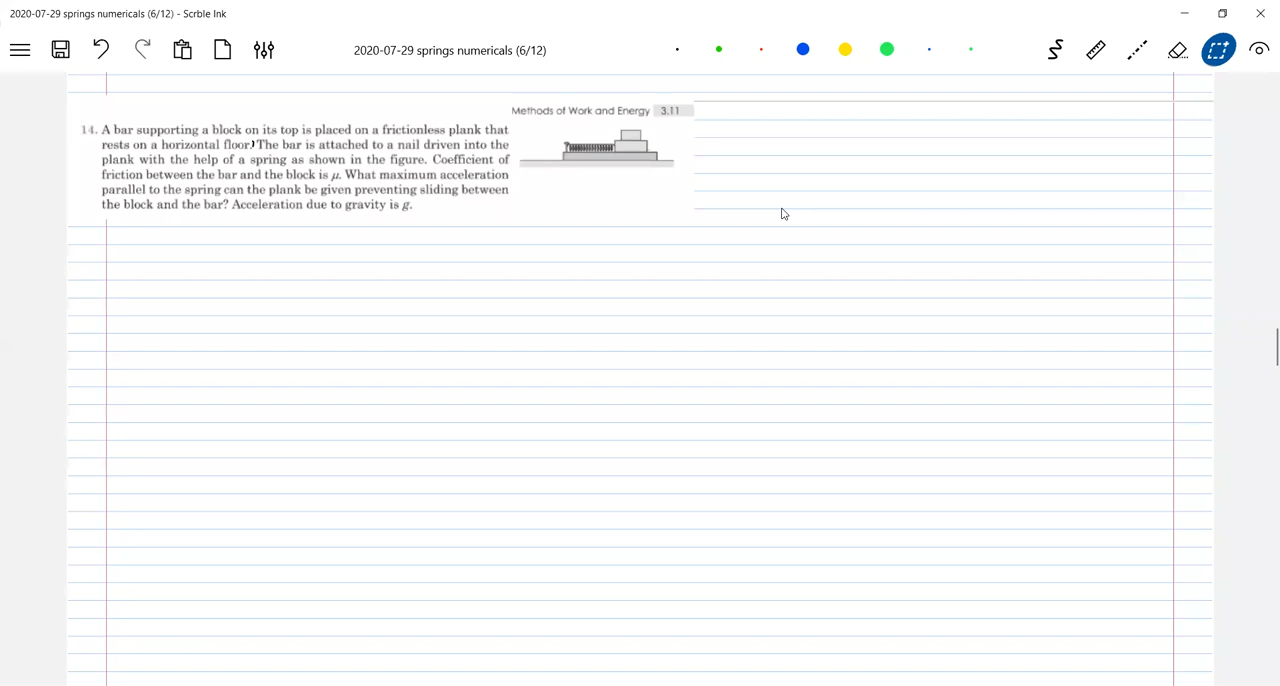 2020-07-29 springs numericals (6/12) - Scrble Ink
2020-07-29 springs numericals (6/12)
Methods of Work and Energy 3.11
14. A bar supporting a block on its top is placed on a frictionless plank that
rests on a horizontal floor. The bar is attached to a nail driven into the
plank with the help of a spring as shown in the figure. Coefficient of
friction between the bar and the block is μ. What maximum acceleration
parallel to the spring can the plank be given preventing sliding between
the block and the bar? Acceleration due to gravity is g.